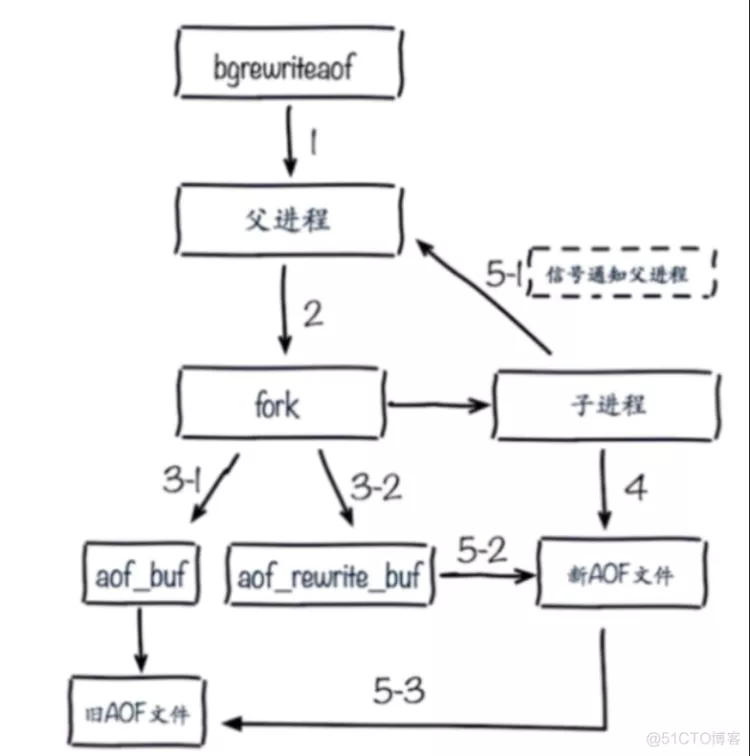 bgrewriteaof
1
父进程
5-1
信号通知父进程
2
fork
子进程
3-1
3-2
4
aof_buf
aof_rewrite_buf
5-2
新AOF文件
旧AOF文件
5-3
@51CTO博客